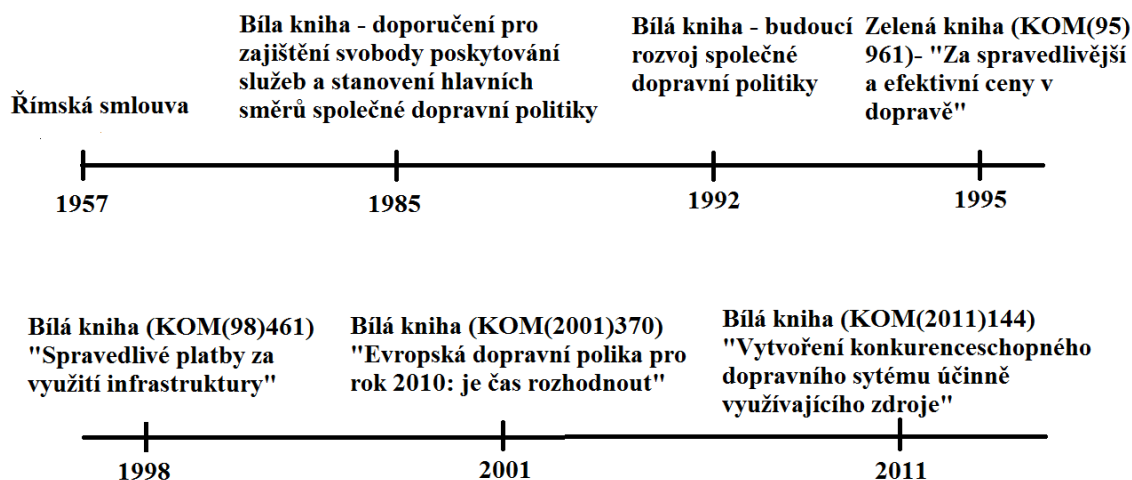 Římská smlouva
Bíla kniha - doporučení pro
zajištění svobody poskytování
služeb a stanovení hlavních
směrů společné dopravní politiky
Bílá kniha - budoucí
rozvoj společné
dopravní politiky
Zelená kniha (KOM(95)
961)- "Za spravedlivější
a efektivní ceny v
dopravě"
1957
1985
1992
1995
Bílá kniha (KOM(98)461)
"Spravedlivé platby za
využití infrastruktury"
Bílá kniha (KOM(2001)370)
"Evropská dopravní polika pro
rok 2010: je čas rozhodnout"
Bílá kniha (KOM(2011)144)
"Vytvoření konkurenceschopného
dopravního sytému účinně
využívajícího zdroje"
1998
2001
2011